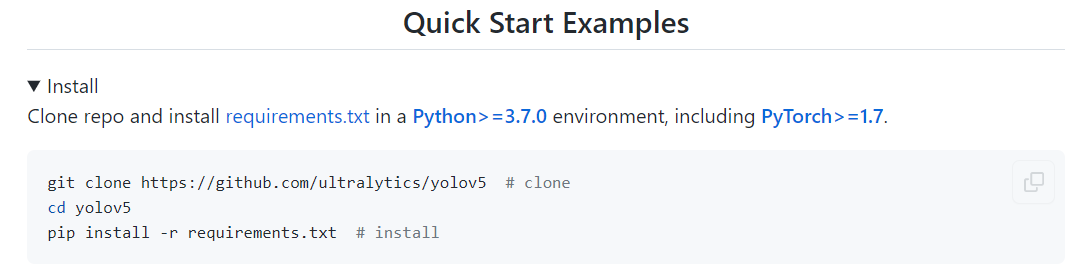 Quick Start Examples
▼ Install
Clone repo and install requirements.txt in a Python>=3.7.0 environment, including PyTorch>=1.7.
git clone https://github.com/ultralytics/yolov5  # clone
cd yolov5
pip install -r requirements.txt  # install